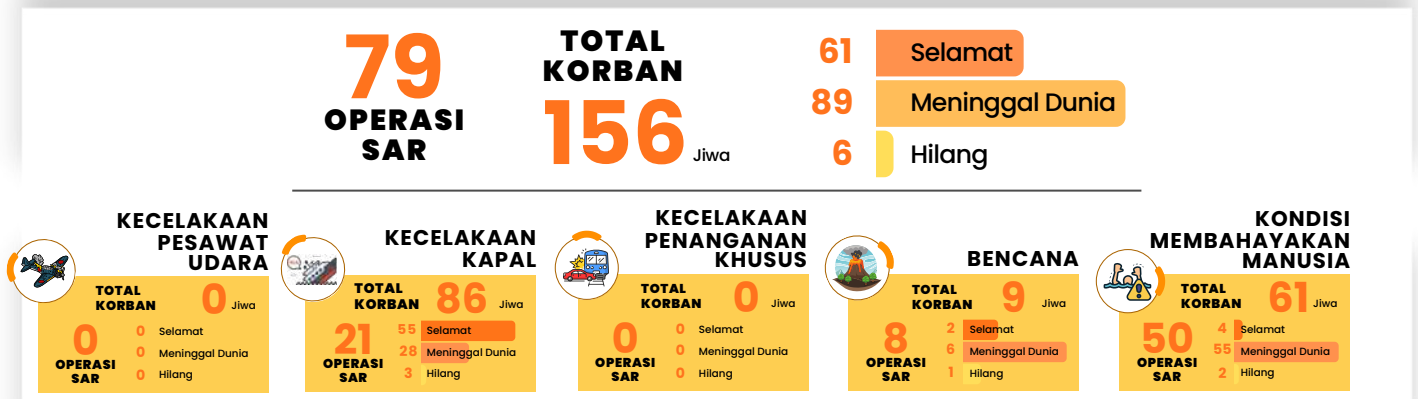 79
OPERASI
SAR
TOTAL
KORBAN
156 Jiwa
61 Selamat
89 Meninggal Dunia
6 Hilang
KECELAKAAN
PESAWAT
UDARA
TOTAL
KORBAN 0 Jiwa
0
OPERASI
SAR
0 Selamat
0 Meninggal Dunia
0 Hilang
KECELAKAAN
KAPAL
TOTAL
KORBAN 86 Jiwa
21
OPERASI
SAR
55 Selamat
28 Meninggal Dunia
3 Hilang
KECELAKAAN
PENANGANAN
KHUSUS
TOTAL
KORBAN 0 Jiwa
0
OPERASI
SAR
0 Selamat
0 Meninggal Dunia
0 Hilang
BENCANA
TOTAL
KORBAN 9 Jiwa
8
OPERASI
SAR
2 Selamat
6 Meninggal Dunia
1 Hilang
KONDISI
MEMBAHAYAKAN
MANUSIA
TOTAL
KORBAN 61 Jiwa
50
OPERASI
SAR
4 Selamat
55 Meninggal Dunia
2 Hilang